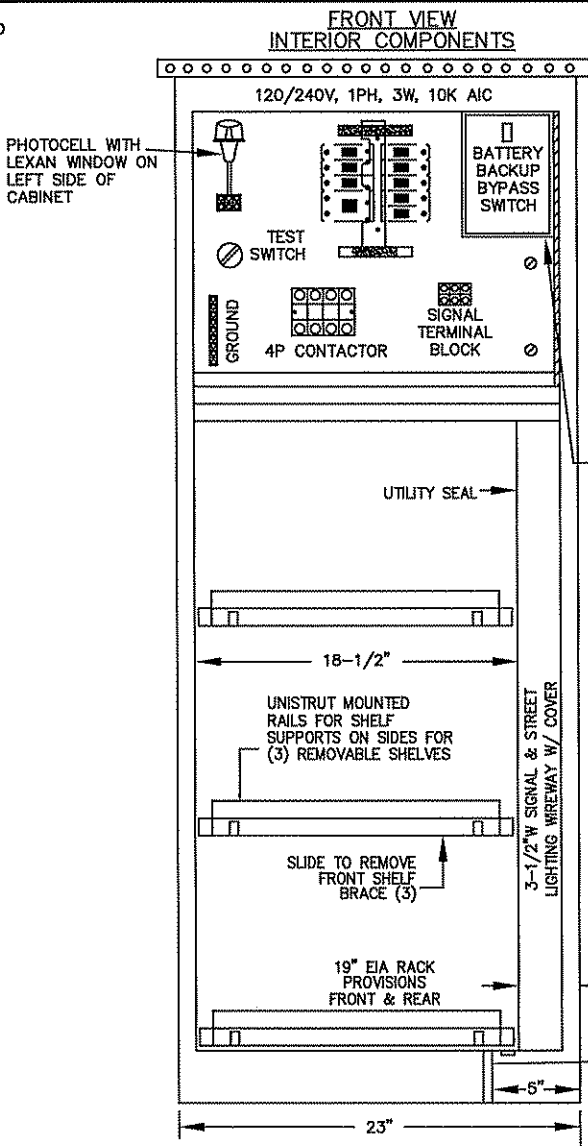 FRONT VIEW
INTERIOR COMPONENTS
120/240V, 1PH, 3W, 10K AIC
PHOTOCELL WITH
LEXAN WINDOW ON
LEFT SIDE OF
CABINET
BATTERY
BACKUP
BYPASS
SWITCH
TEST
SWITCH
GROUND
4P CONTACTOR
SIGNAL
TERMINAL
BLOCK
UTILITY SEAL
18-1/2"
UNISTRUT MOUNTED
RAILS FOR SHELF
SUPPORTS ON SIDES FOR
(3) REMOVABLE SHELVES
3-1/2"W SIGNAL & STREET
LIGHTING WIREWAY W/ COVER
SLIDE TO REMOVE
FRONT SHELF
BRACE (3)
19" EIA RACK
PROVISIONS
FRONT & REAR
5"
23"